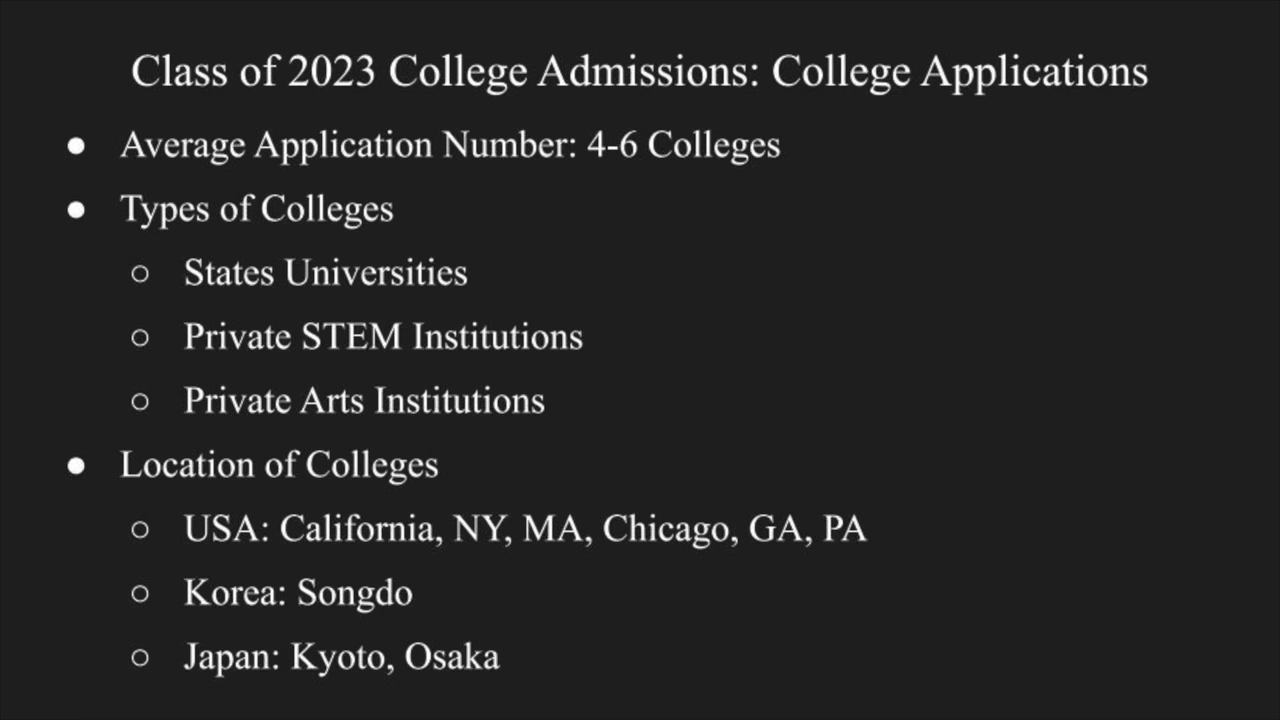 Class of 2023 College Admissions: College Applications
● Average Application Number: 4-6 Colleges
● Types of Colleges
○ States Universities
○ Private STEM Institutions
○ Private Arts Institutions
● Location of Colleges
○ USA: California, NY, MA, Chicago, GA, PA
○ Korea: Songdo
○ Japan: Kyoto, Osaka